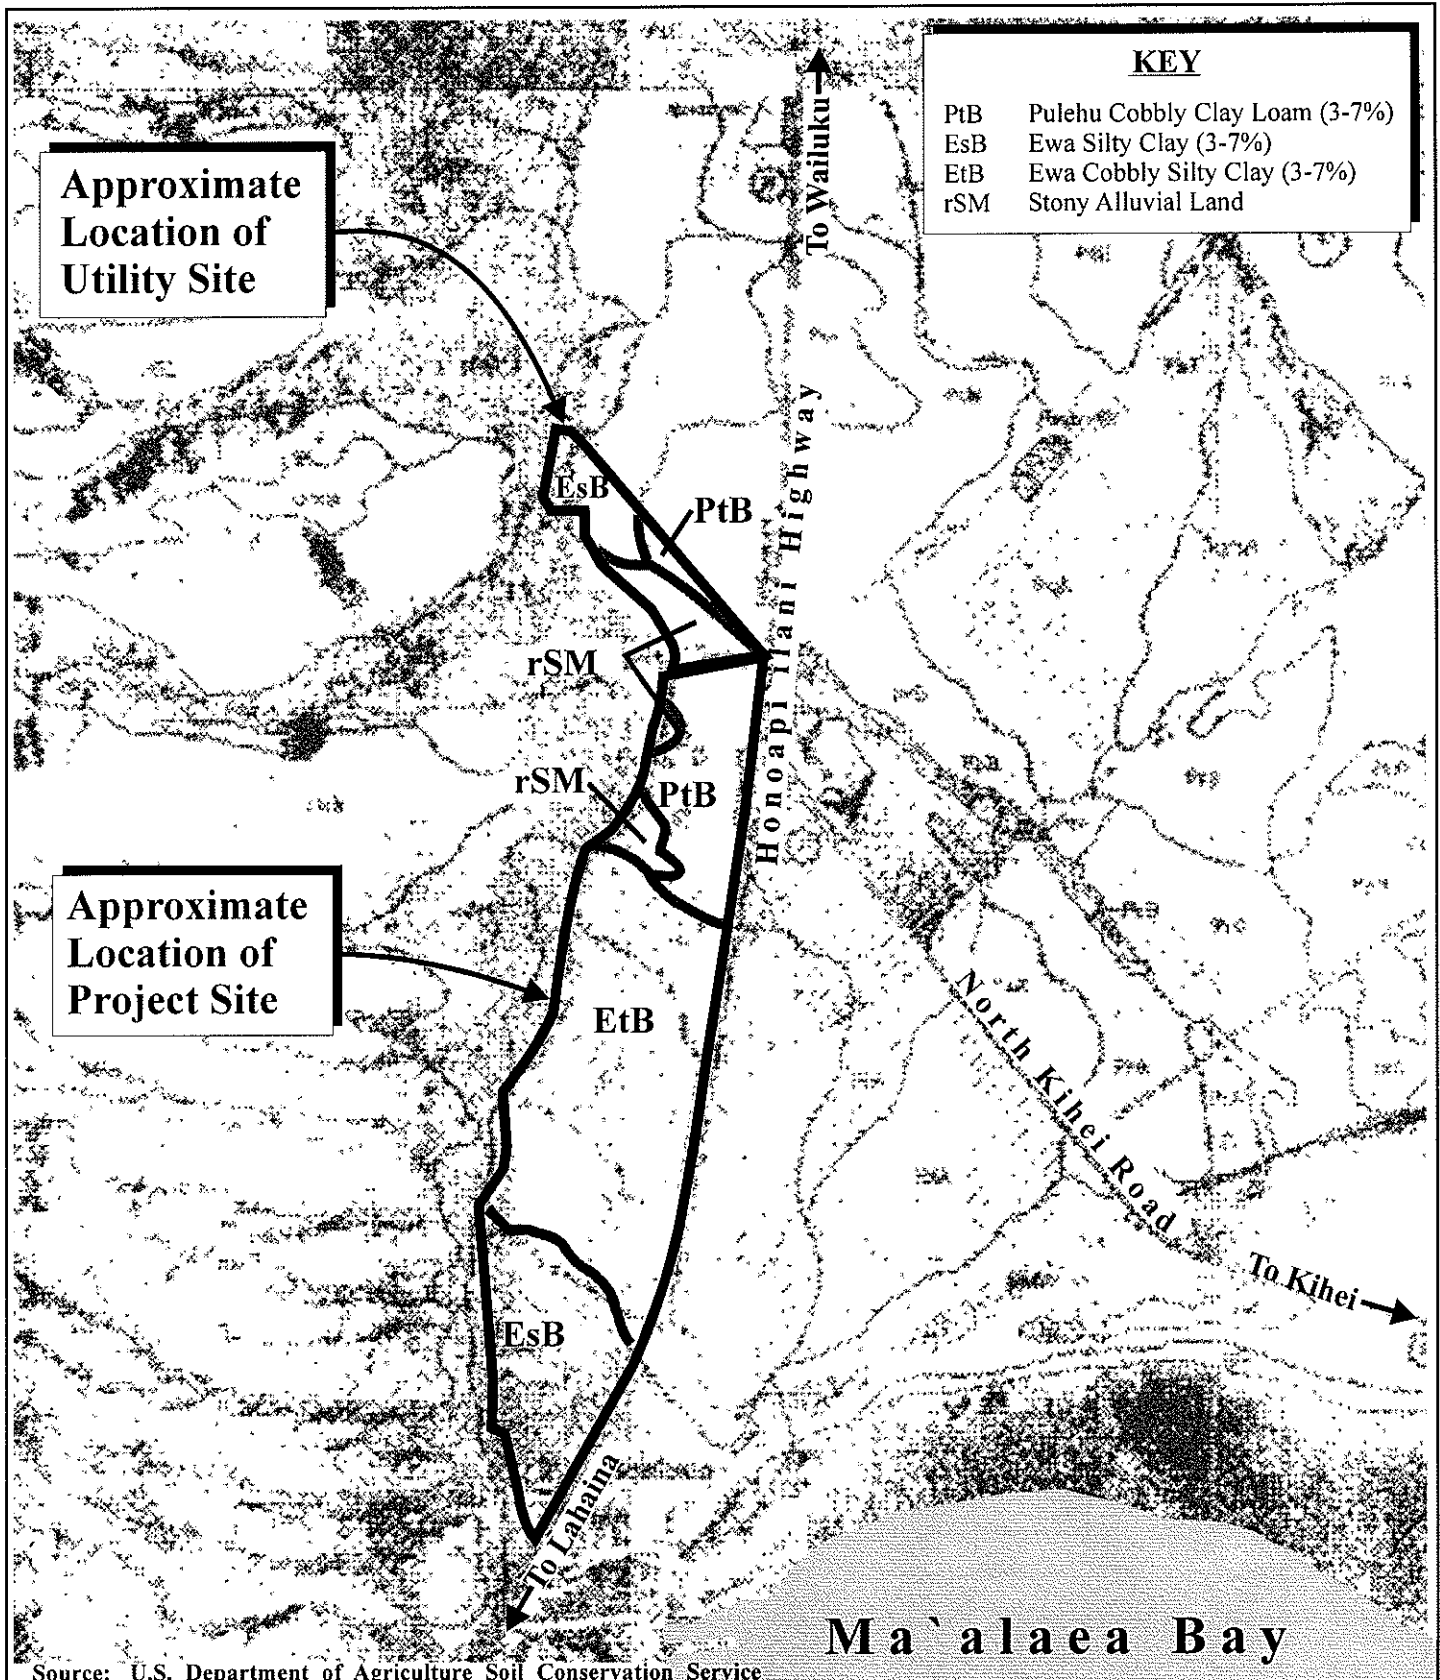 KEY
PtB Pulehu Cobbly Clay Loam (3-7%)
EsB Ewa Silty Clay (3-7%)
EtB Ewa Cobbly Silty Clay (3-7%)
rSM Stony Alluvial Land
To Wailuku
Approximate
Location of
Utility Site
EsB
PtB
Honoapi ilani Highway
rSM
rSM
PtB
Approximate
Location of
Project Site
EtB
North Kihei Road
To Kihei
EsB
To Lahaina
Ma`alaea Bay
Source: U.S. Department of Agriculture Soil Conservation Service